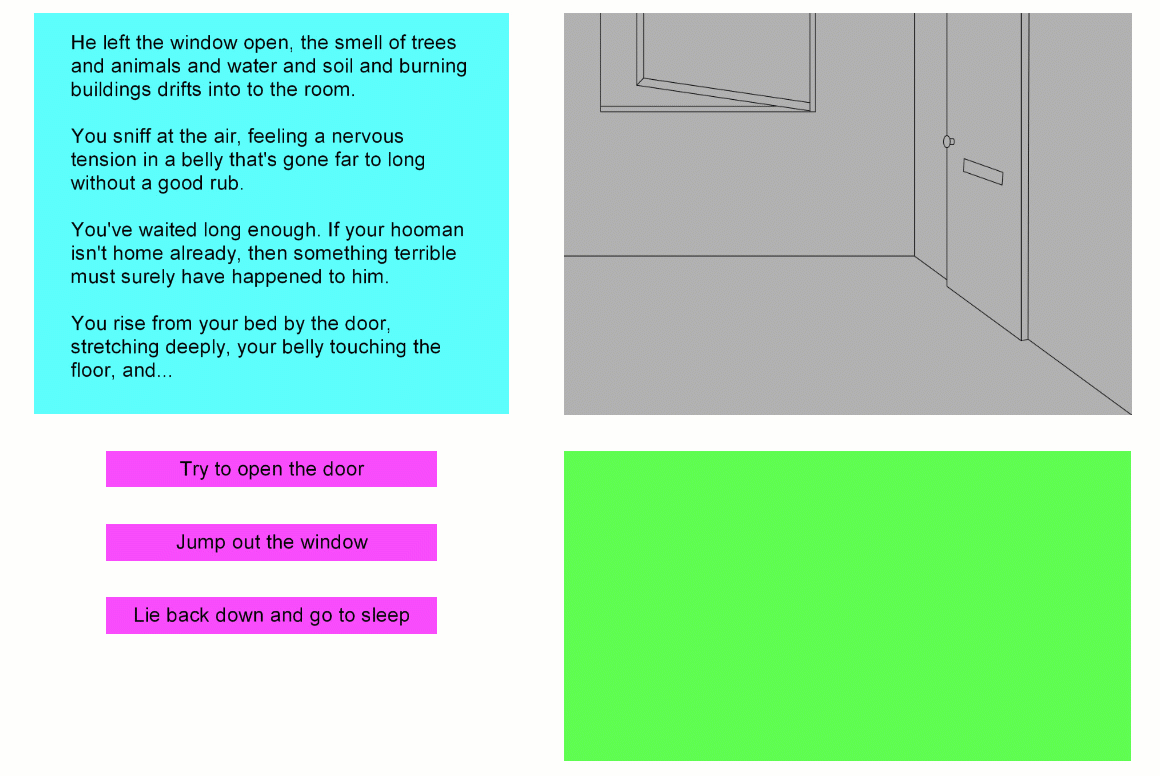 He left the window open, the smell of trees
and animals and water and soil and burning
buildings drifts into to the room.
You sniff at the air, feeling a nervous
tension in a belly that's gone far to long
without a good rub.
You've waited long enough. If your hooman
isn't home already, then something terrible
must surely have happened to him.
You rise from your bed by the door,
stretching deeply, your belly touching the
floor, and...
Try to open the door
Jump out the window
Lie back down and go to sleep